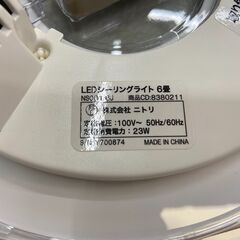 LEDシーリングライト 6畳
商品CD:8380211
株式会社 ニトリ
定格電圧:100V～ 50Hz/60Hz
定格消費電力:23W
MADE IN CHINA